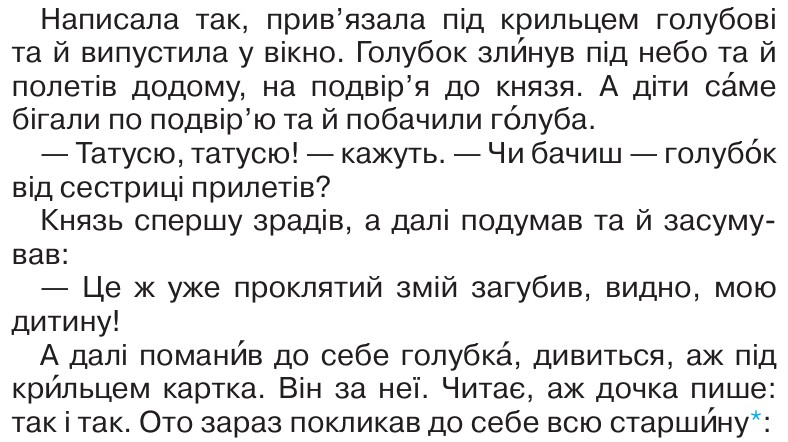 Написала так, прив’язала під крильцем голубові
та й випустила у вікно. Голубок зли́нув під небо та й
полетів додому, на подвір’я до князя. А діти са́ме
бігали по подвір’ю та й побачили го́луба.
— Татусю, татусю! — кажуть. — Чи бачиш — голубо́к
від сестриці прилетів?
Князь спершу зрадів, а далі подумав та й засуму-
вав:
— Це ж уже проклятий змій загубив, видно, мою
дитину!
А далі помани́в до себе голубка́, дивиться, аж під
кри́льцем картка. Він за неї. Читає, аж дочка пише:
так і так. Ото зараз покликав до себе всю старши́ну*: